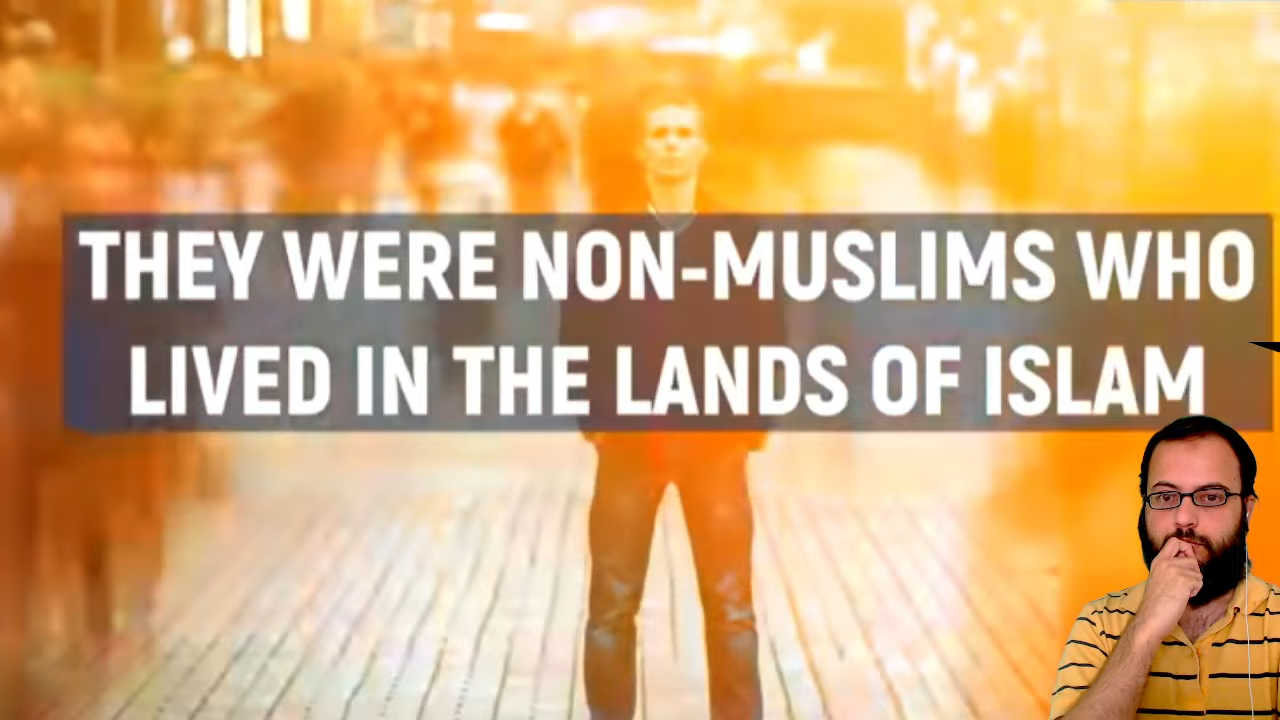 THEY WERE NON-MUSLIMS WHO
LIVED IN THE LANDS OF ISLAM